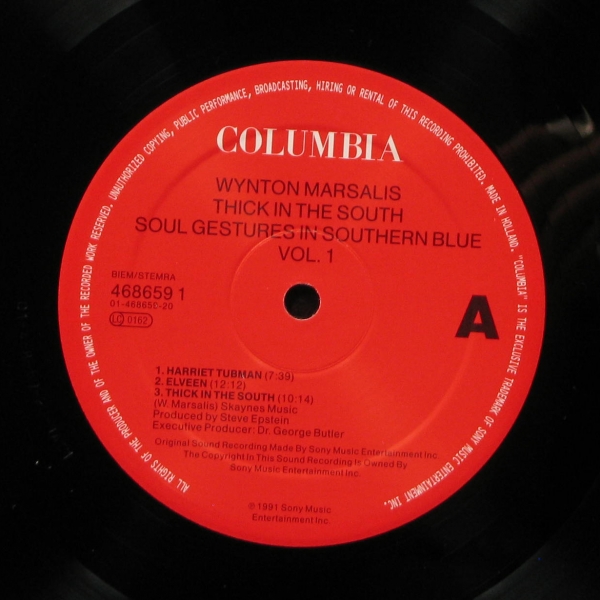 ALL RIGHTS OF THE PRODUCER AND OF THE OWNER OF THE RECORDED WORK RESERVED. UNAUTHORIZED COPYING, PUBLIC PERFORMANCE, BROADCASTING, HIRING OR RENTAL OF THIS RECORDING PROHIBITED. MADE IN HOLLAND. "COLUMBIA" IS THE EXCLUSIVE TRADEMARK OF SONY MUSIC ENTERTAINMENT INC.
COLUMBIA
WYNTON MARSALIS
THICK IN THE SOUTH
SOUL GESTURES IN SOUTHERN BLUE
VOL. 1
BIEM/STEMRA
468659 1
01-468659-20
LC 0162
A
1. HARRIET TUBMAN (7:39)
2. ELVEEN (12:12)
3. THICK IN THE SOUTH (10:14)
(W. Marsalis) Skaynes Music
Produced by Steve Epstein
Executive Producer: Dr. George Butler
Original Sound Recording Made By Sony Music Entertainment Inc.
The Copyright In This Sound Recording Is Owned By
Sony Music Entertainment Inc.
℗ 1991 Sony Music
Entertainment Inc.